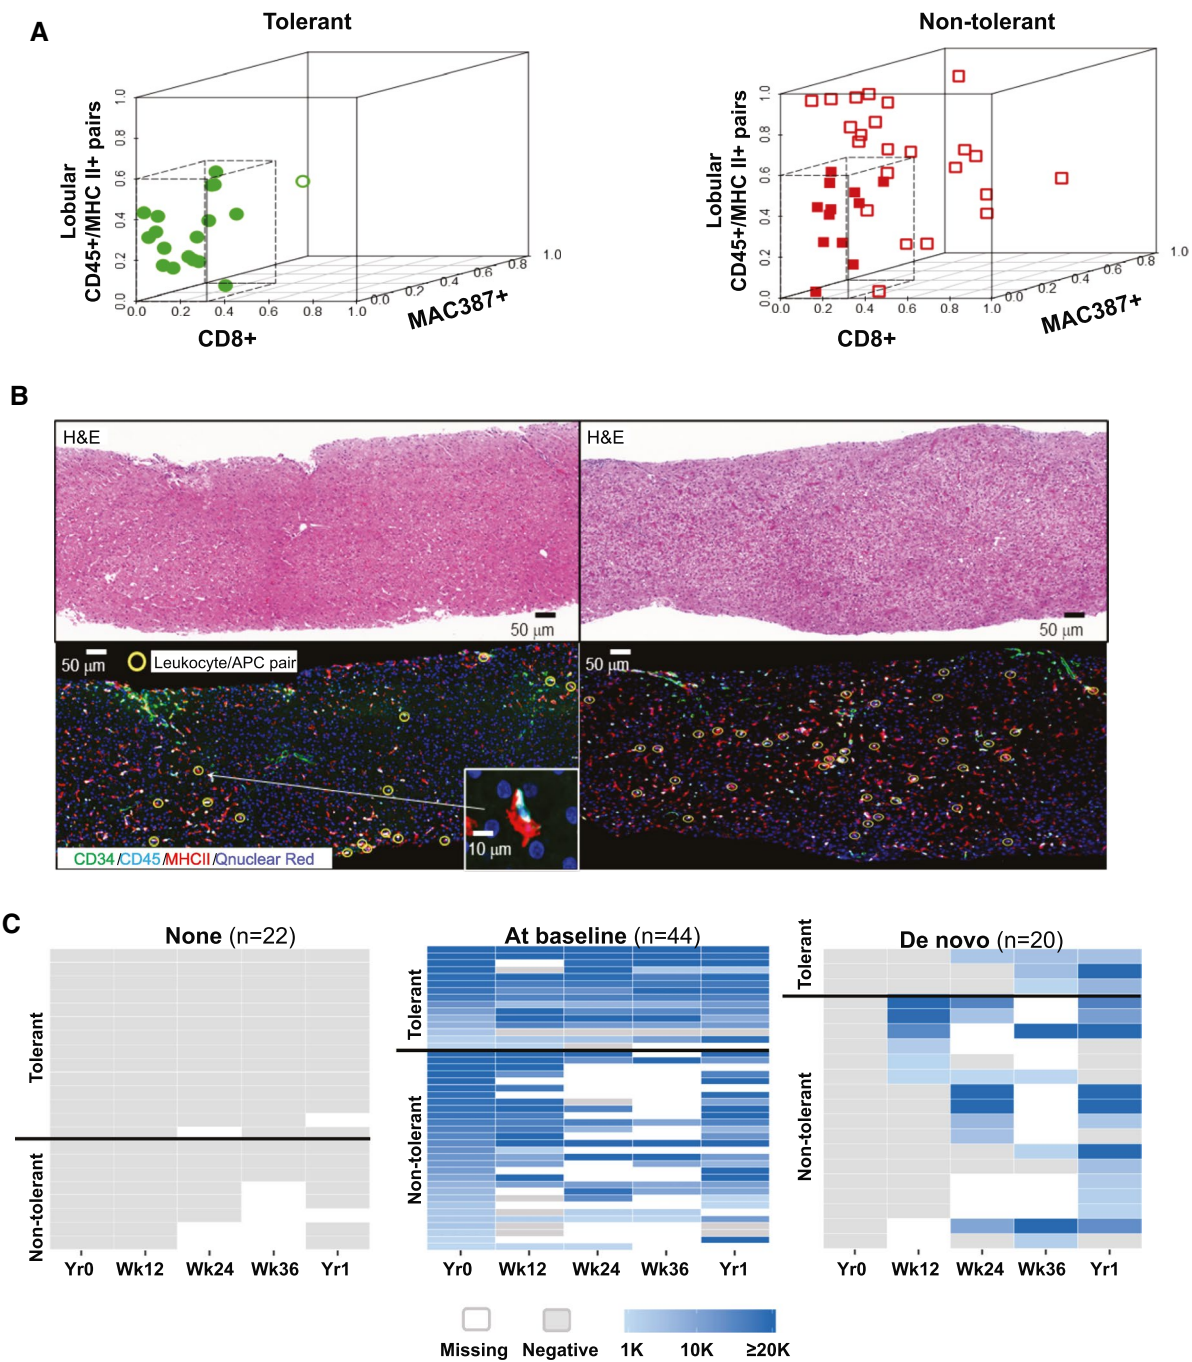 A
Tolerant
Non-tolerant
Lobular
CD45+/MHC II+ pairs
1.0
0.8
0.6
0.4
0.2
0.0
0.0 0.2 0.4 0.6 0.8 1.0
0.0 0.2 0.4 0.6 0.8 1.0
CD8+
MAC387+
Lobular
CD45+/MHC II+ pairs
1.0
0.8
0.6
0.4
0.2
0.0
0.0 0.2 0.4 0.6 0.8 1.0
0.0 0.2 0.4 0.6 0.8 1.0
CD8+
MAC387+
B
H&E
50 μm
H&E
50 μm
50 μm
Leukocyte/APC pair
10 μm
CD34/CD45/MHCII/Qnuclear Red
50 μm
C
None (n=22)
Tolerant
Non-tolerant
Yr0 Wk12 Wk24 Wk36 Yr1
At baseline (n=44)
Tolerant
Non-tolerant
Yr0 Wk12 Wk24 Wk36 Yr1
De novo (n=20)
Tolerant
Non-tolerant
Yr0 Wk12 Wk24 Wk36 Yr1
Missing Negative 1K 10K ≥20K